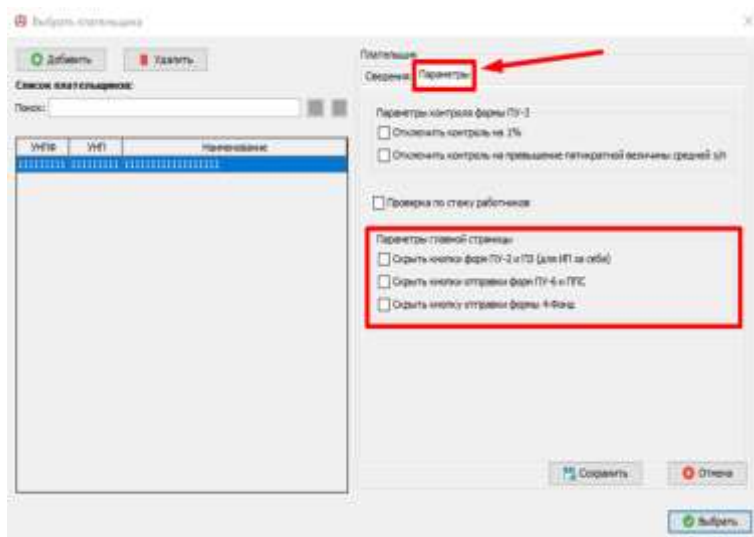 Выбрать плательщика
Добавить
Удалить
Список плательщиков:
Поиск:
УНПФ УНП Наименование
Плательщик
Сведения Параметры
Параметры контроля формы ПУ-3
Отключить контроль на 1%
Отключить контроль на превышение пятикратной величины средней з/п
Проверка по стажу работников
Параметры главной страницы
Скрыть кнопки форм ПУ-2 и ПЗ (для ИП за себя)
Скрыть кнопки отправки форм ПУ-6 и ППС
Скрыть кнопку отправки формы 4-Фонд
Сохранить
Отмена
Выбрать